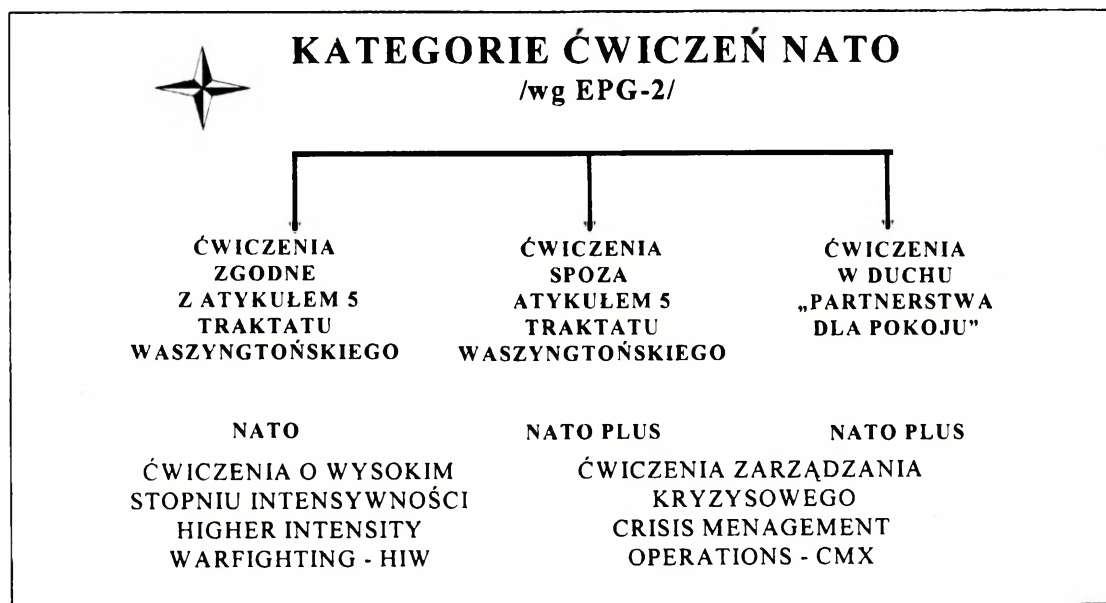 KATEGORIE ĆWICZEŃ NATO
/wg EPG-2/
ĆWICZENIA
ZGODNE
Z ATYKUŁEM 5
TRAKTATU
WASZYNGTOŃSKIEGO
ĆWICZENIA
SPOZA
ATYKUŁEM 5
TRAKTATU
WASZYNGTOŃSKIEGO
ĆWICZENIA
W DUCHU
„PARTNERSTWA
DLA POKOJU”
NATO
NATO PLUS
NATO PLUS
ĆWICZENIA O WYSOKIM
STOPNIU INTENSYWNOŚCI
HIGHER INTENSITY
WARFIGHTING - HIW
ĆWICZENIA ZARZĄDZANIA
KRYZYSOWEGO
CRISIS MENAGEMENT
OPERATIONS - CMX